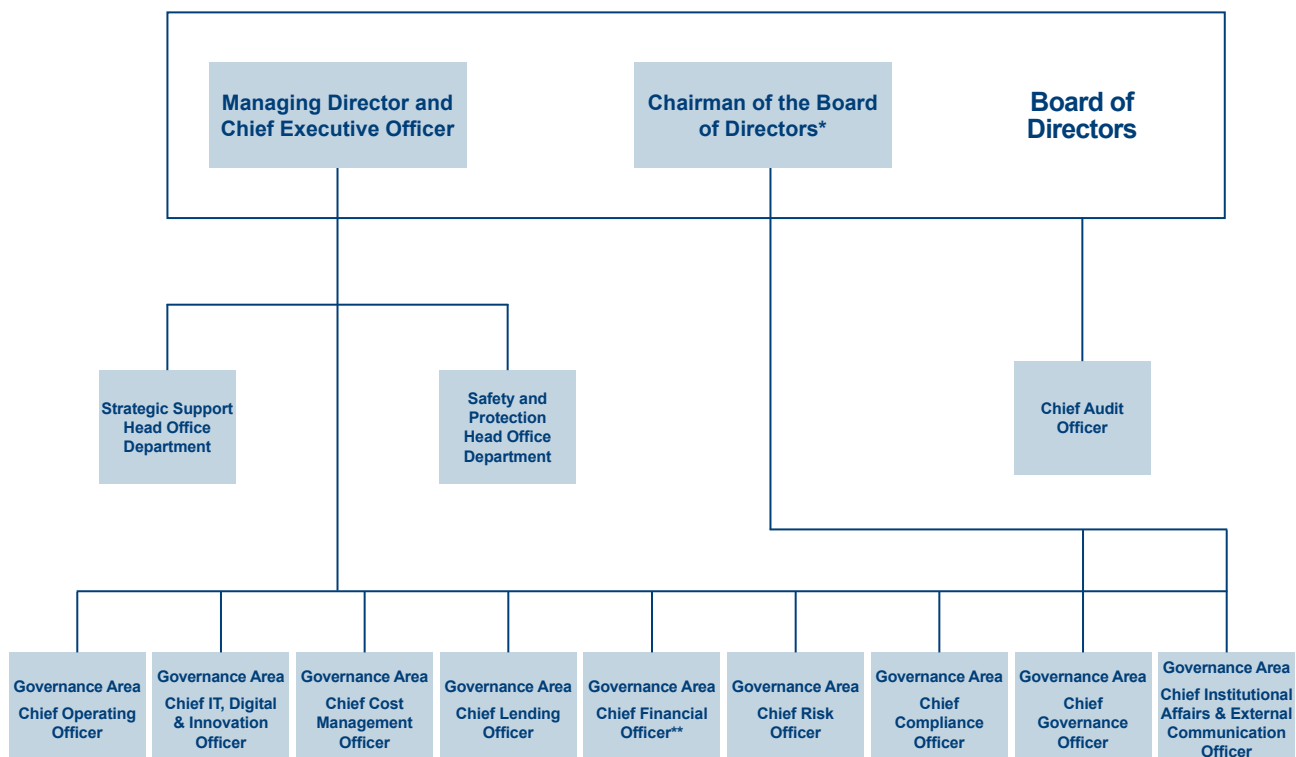 Managing Director and
Chief Executive Officer
Chairman of the Board
of Directors*
Board of
Directors
Strategic Support
Head Office
Department
Safety and
Protection
Head Office
Department
Chief Audit
Officer
Governance Area
Chief Operating
Officer
Governance Area
Chief IT, Digital
& Innovation
Officer
Governance Area
Chief Cost
Management
Officer
Governance Area
Chief Lending
Officer
Governance Area
Chief Financial
Officer**
Governance Area
Chief Risk
Officer
Governance Area
Chief
Compliance
Officer
Governance Area
Chief
Governance
Officer
Governance Area
Chief Institutional
Affairs & External
Communication
Officer